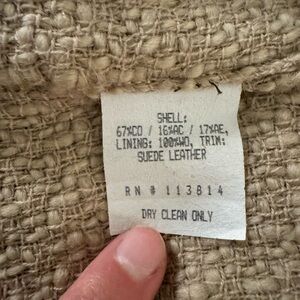 SHELL:
67%CO / 16%AC / 17%AE,
LINING: 100%WO, TRIM:
SUEDE LEATHER
RN # 113814
DRY CLEAN ONLY